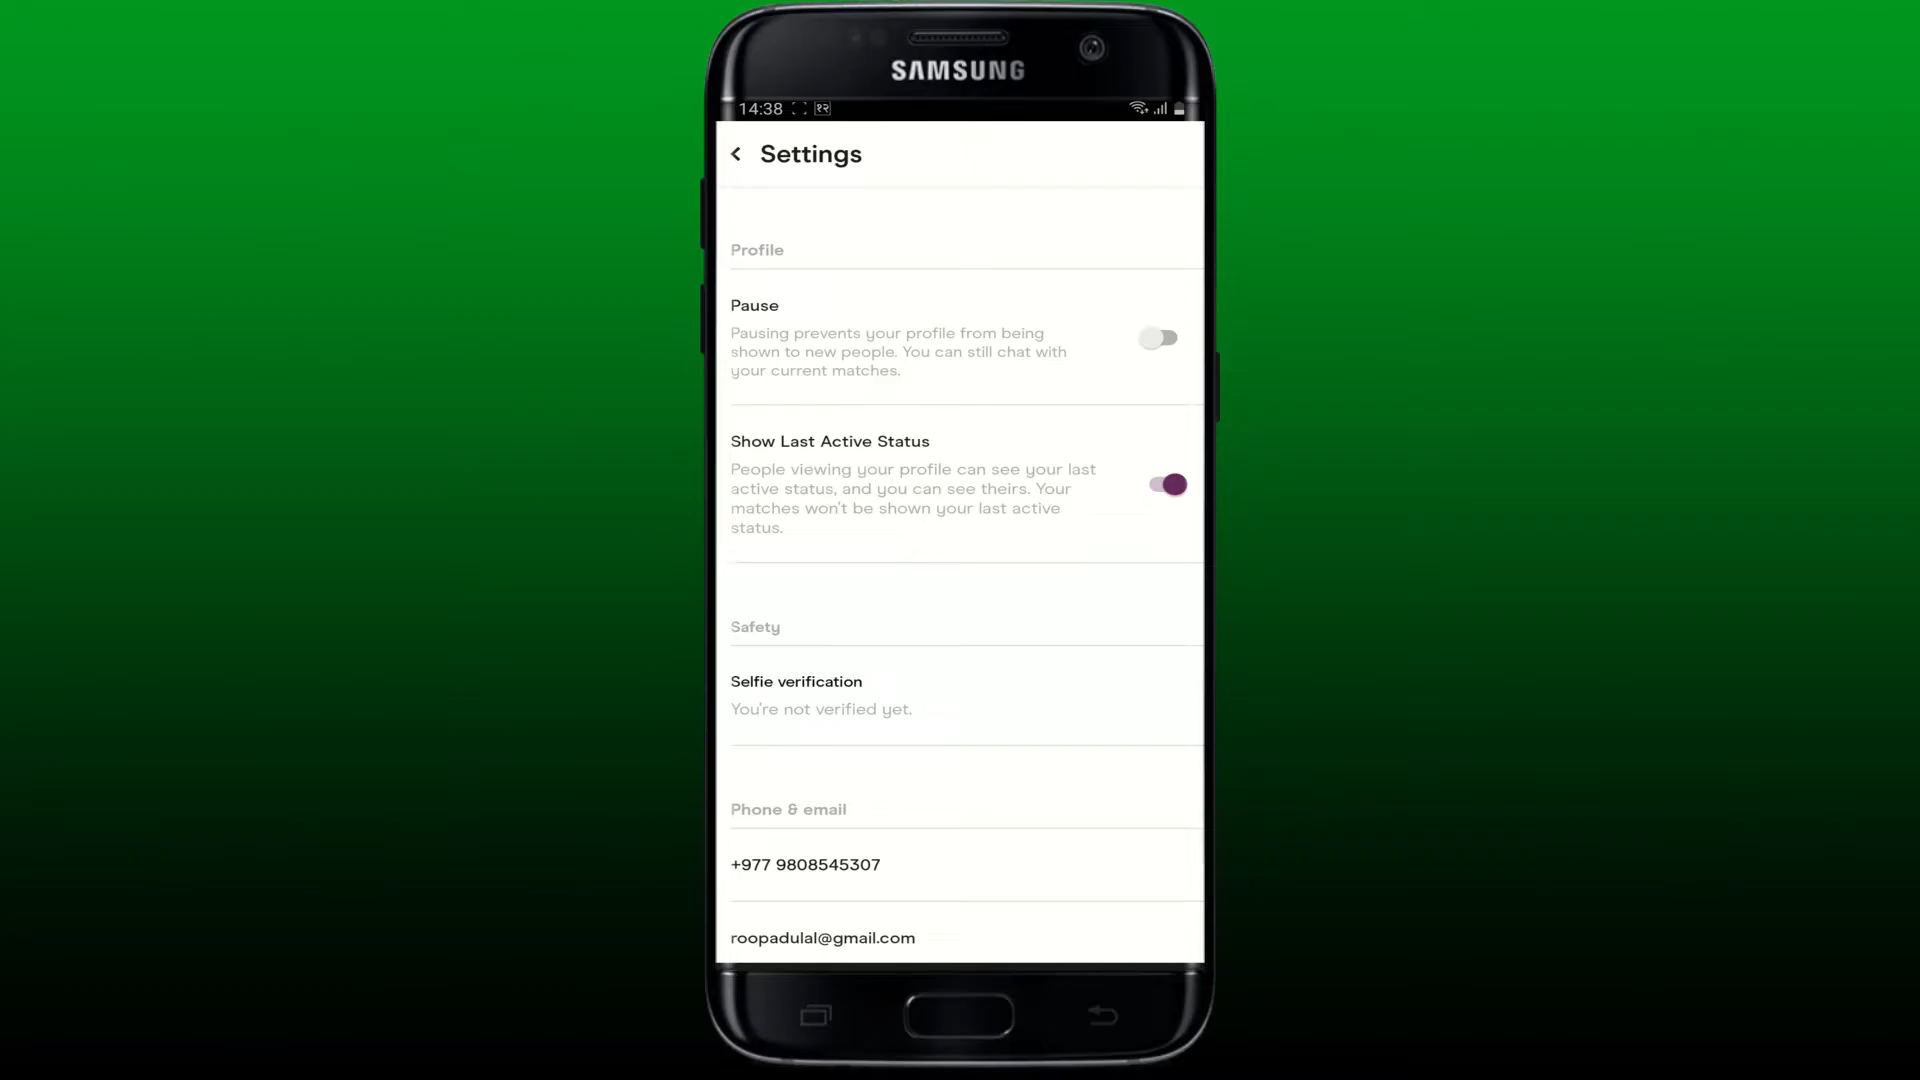 SAMSUNG
14:38 १२
Settings
Profile
Pause
Pausing prevents your profile from being
shown to new people. You can still chat with
your current matches.
Show Last Active Status
People viewing your profile can see your last
active status, and you can see theirs. Your
matches won't be shown your last active
status.
Safety
Selfie verification
You're not verified yet.
Phone & email
+977 9808545307
roopadulal@gmail.com